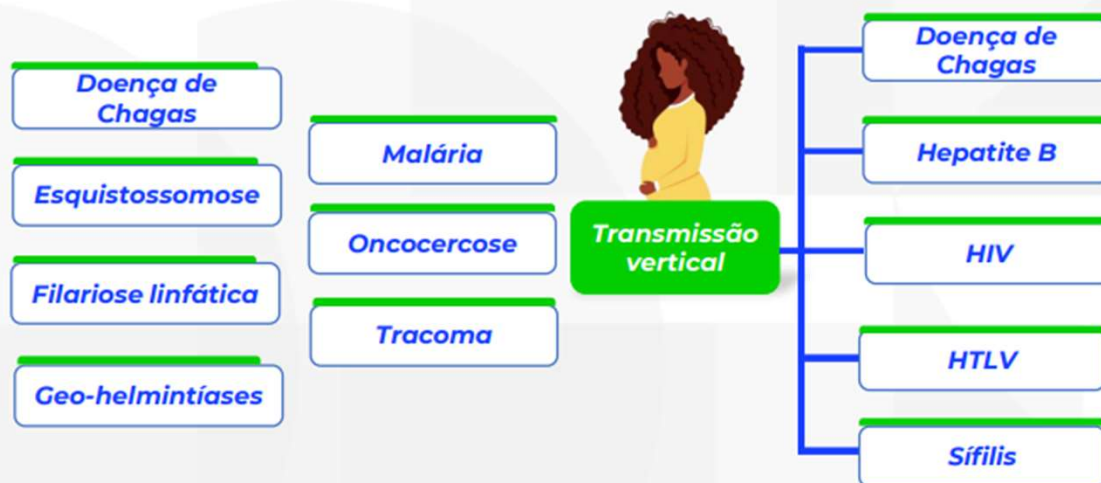 Doença de
Chagas
Esquistossomose
Filariose linfática
Geo-helmintíases
Malária
Oncocercose
Tracoma
Transmissão
vertical
Doença de
Chagas
Hepatite B
HIV
HTLV
Sífilis